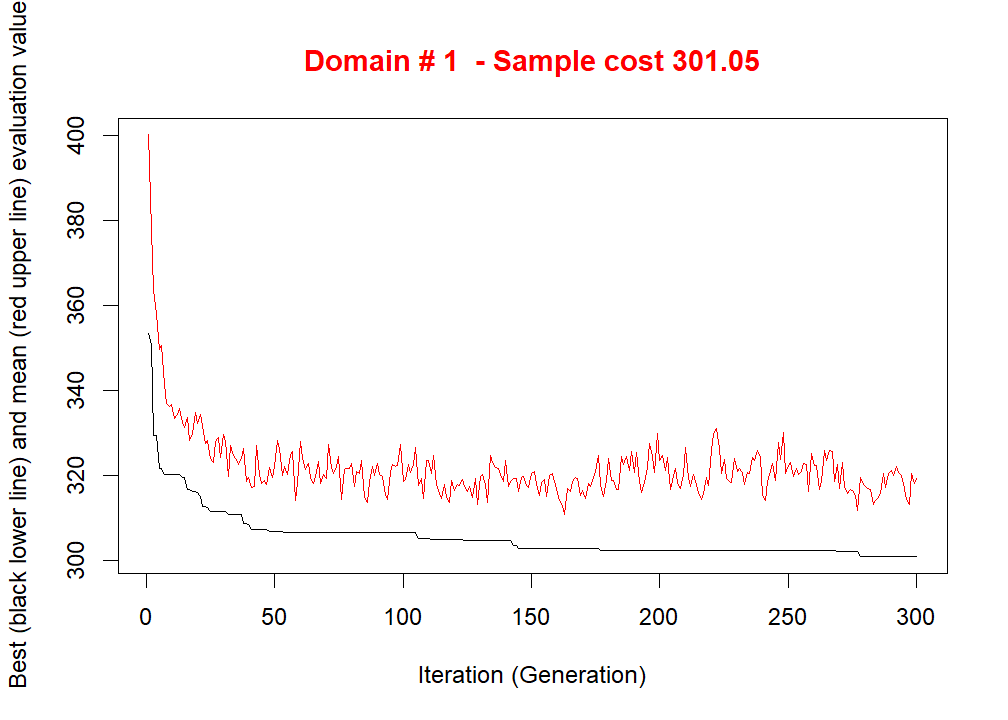 Domain # 1  - Sample cost 301.05
Best (black lower line) and mean (red upper line) evaluation value
400
380
360
340
320
300
0 50 100 150 200 250 300
Iteration (Generation)